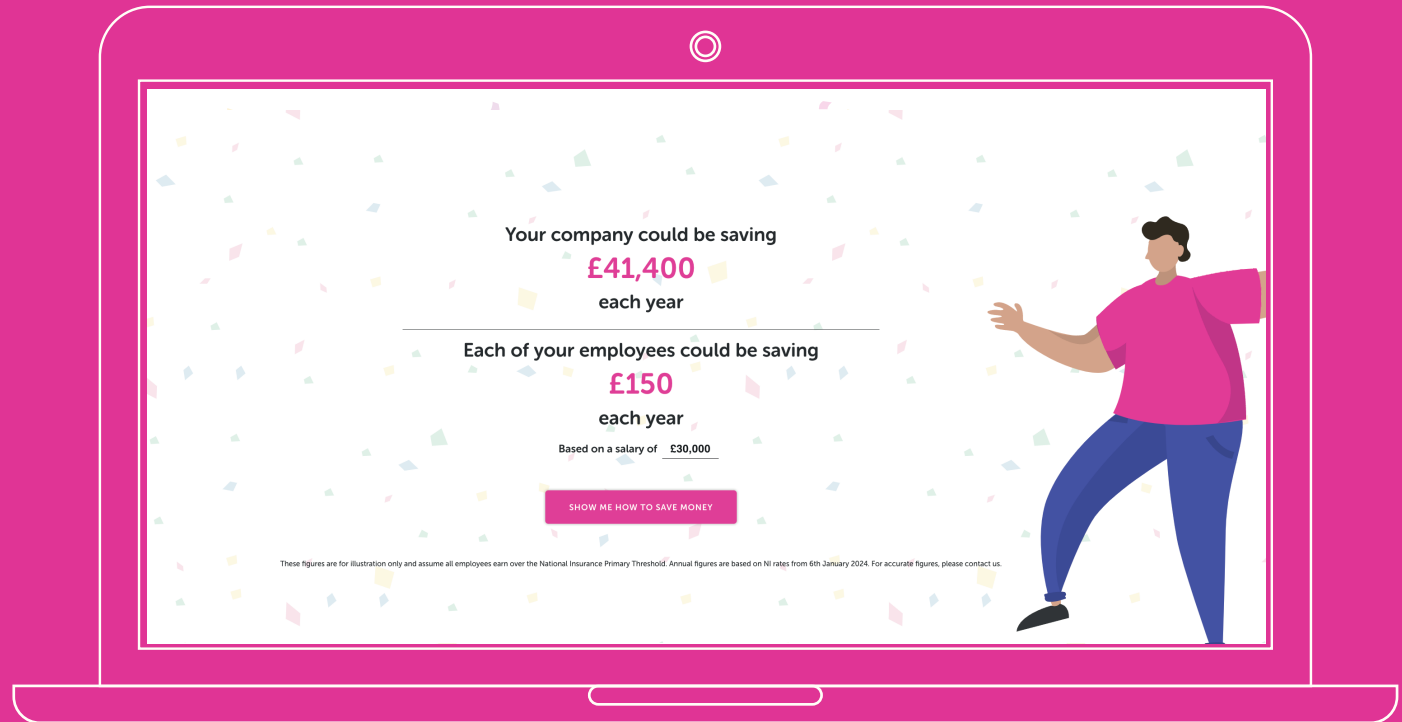 Your company could be saving
£41,400
each year
Each of your employees could be saving
£150
each year
Based on a salary of £30,000
SHOW ME HOW TO SAVE MONEY
These figures are for illustration only and assume all employees earn over the National Insurance Primary Threshold. Annual figures are based on NI rates from 6th January 2024. For accurate figures, please contact us.